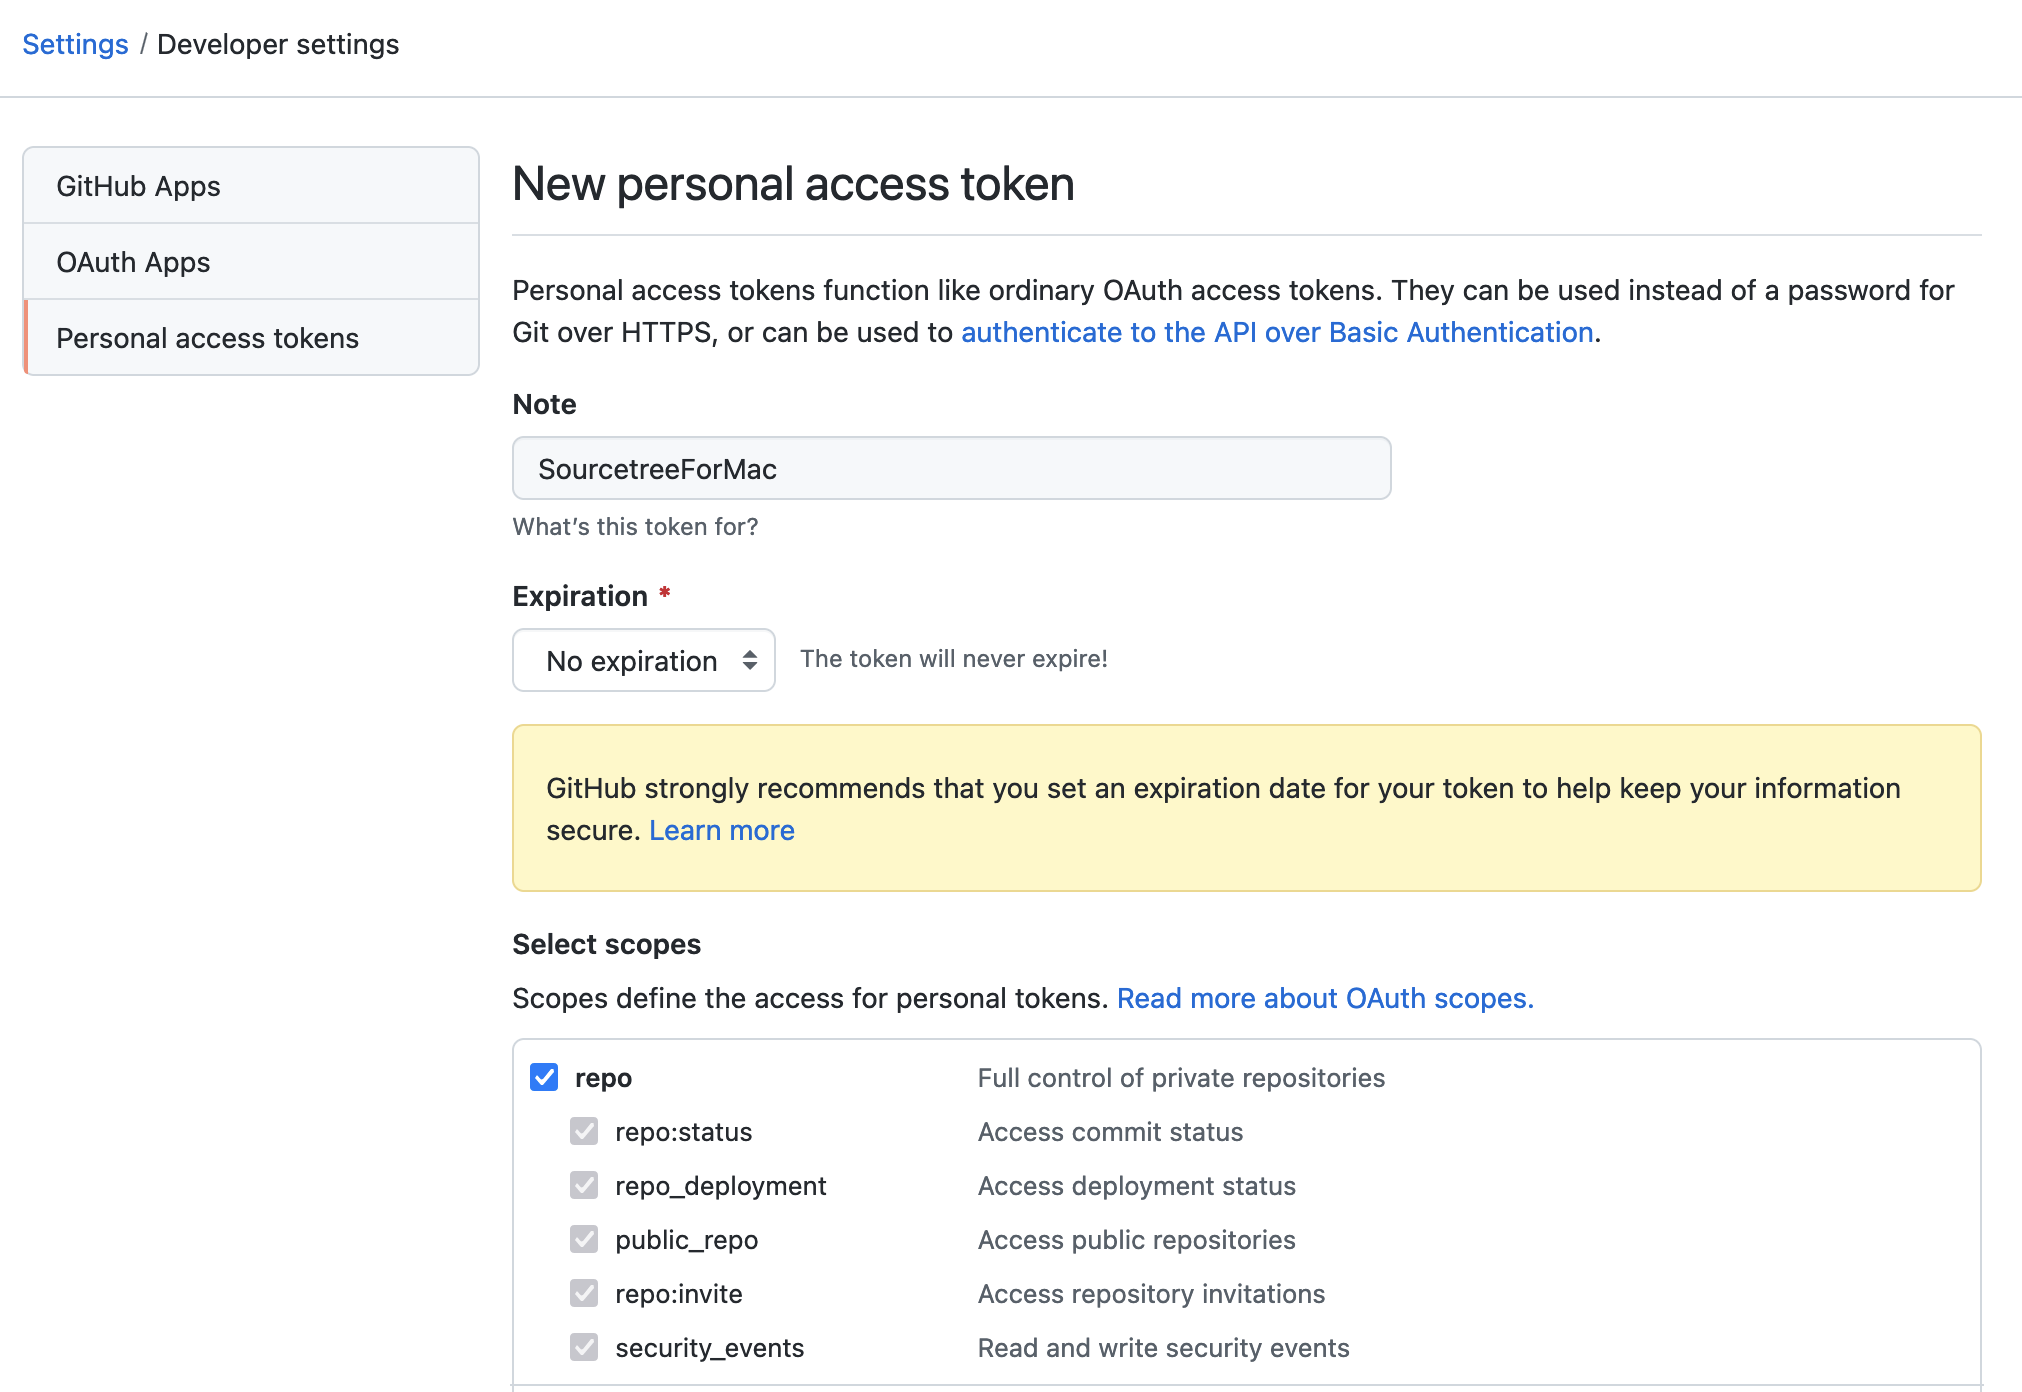 Settings / Developer settings
GitHub Apps
OAuth Apps
Personal access tokens
New personal access token
Personal access tokens function like ordinary OAuth access tokens. They can be used instead of a password for
Git over HTTPS, or can be used to authenticate to the API over Basic Authentication.
Note
SourcetreeForMac
What’s this token for?
Expiration *
No expiration The token will never expire!
GitHub strongly recommends that you set an expiration date for your token to help keep your information
secure. Learn more
Select scopes
Scopes define the access for personal tokens. Read more about OAuth scopes.
repo Full control of private repositories
repo:status Access commit status
repo_deployment Access deployment status
public_repo Access public repositories
repo:invite Access repository invitations
security_events Read and write security events